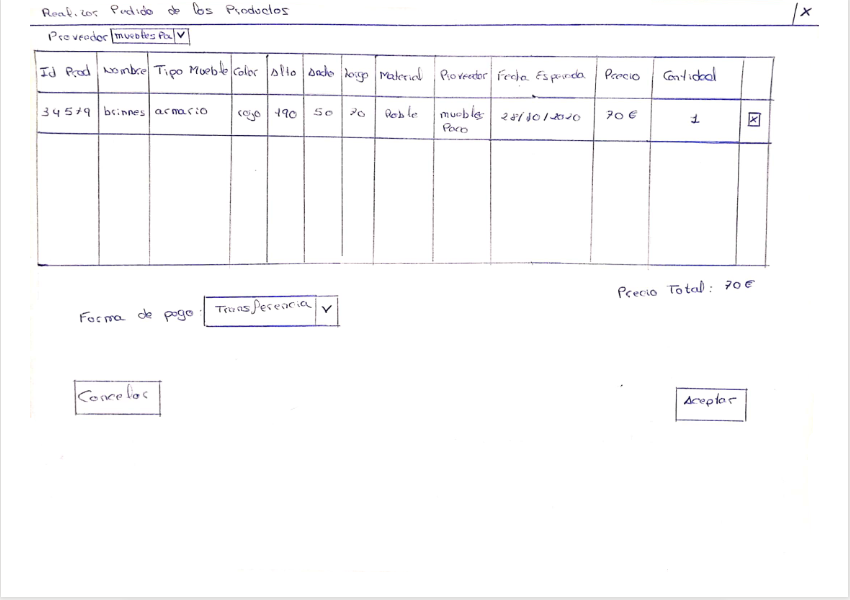 Realizar Pedido de los Productos X
Proveedor muebles Pa
Id Prod Nombre Tipo Mueble Color Alto Ancho Largo Material Proveedor Fecha Esperada Precio Cantidad
34579 brinnes armario rojo 190 50 70 Roble muebles 28/10/2020 70€ 1 X
Paco
Precio Total: 70€
Forma de pago: Transferencia
Cancelar Aceptar